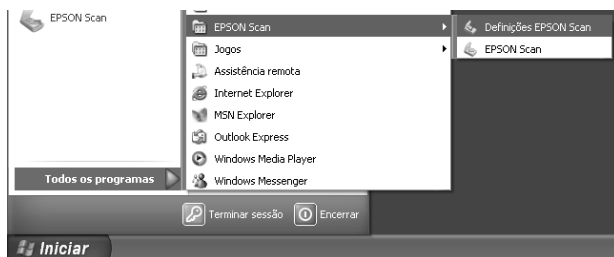 EPSON Scan
EPSON Scan
Definições EPSON Scan
Jogos
EPSON Scan
Assistência remota
Internet Explorer
MSN Explorer
Outlook Express
Windows Media Player
Todos os programas
Windows Messenger
Terminar sessão
Encerrar
Iniciar